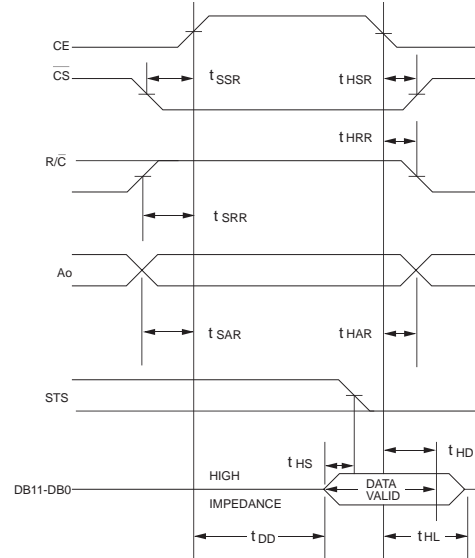 CE
CS
t SSR
t HSR
t HRR
R/C
t SRR
Ao
t SAR
t HAR
STS
t HS
t HD
DB11-DB0
HIGH
IMPEDANCE
DATA
VALID
t DD
t HL